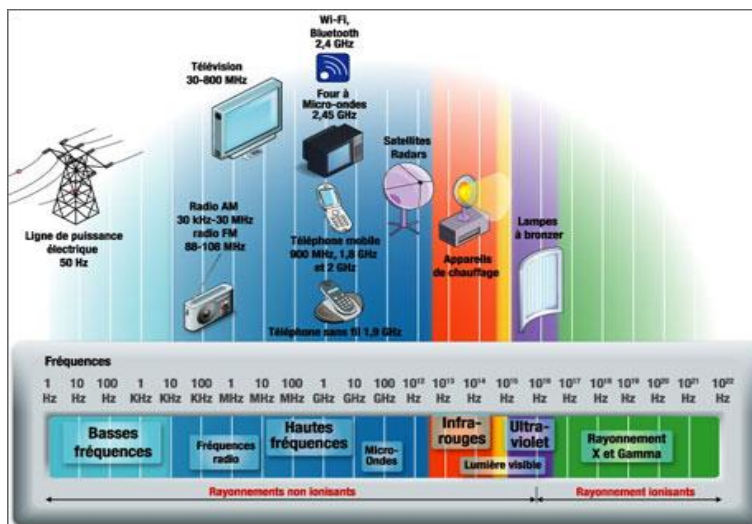 Wi-Fi,
Bluetooth
2,4 GHz
Télévision
30-800 MHz
Four à
Micro-ondes
2,45 GHz
Satellites
Radars
Ligne de puissance
électrique
50 Hz
Radio AM
30 kHz-30 MHz
radio FM
88-108 MHz
Téléphone mobile
900 MHz, 1,8 GHz
et 2 GHz
Téléphone sans fil 1,9 GHz
Appareils
de chauffage
Lampes
à bronzer
Fréquences
1 10 100 1 10 100 1 10 100 1 10 100 10¹² 10¹³ 10¹⁴ 10¹⁵ 10¹⁶ 10¹⁷ 10¹⁸ 10¹⁹ 10²⁰ 10²¹ 10²²
Hz Hz Hz KHz KHz KHz MHz MHz MHz GHz GHz GHz Hz Hz Hz Hz Hz Hz Hz Hz Hz Hz Hz
Basses
fréquences
Fréquences
radio
Hautes
fréquences
Micro-
Ondes
Infra-
rouges
Lumière visible
Ultra-
violet
Rayonnement
X et Gamma
Rayonnements non ionisants
Rayonnement ionisants